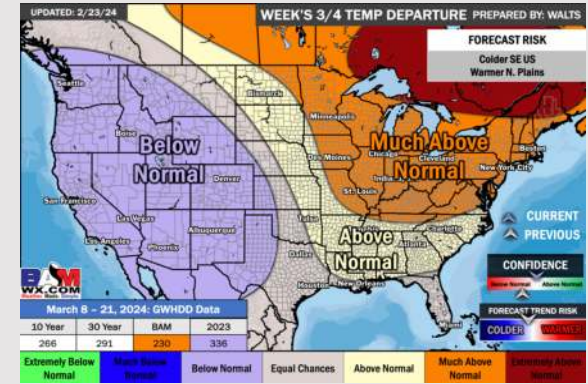 UPDATED: 2/23/24
WEEK'S 3/4 TEMP DEPARTURE PREPARED BY: WALTS
FORECAST RISK
Colder SE US
Warmer N. Plains
Seattle
Bismarck
Minneapolis
Boise
Below
Normal
Much Above
Normal
Boston
Chicago
Cleveland
New York City
Des Moines
Denver
St. Louis
San Francisco
Las Vegas
Tulsa
Charlotte
Los Angeles
Albuquerque
Phoenix
Atlanta
Dallas
Above
Normal
Houston
New Orleans
Miami
CURRENT
PREVIOUS
CONFIDENCE
Below Normal Above Normal
FORECAST TREND RISK
COLDER WARMER
BAM
WX.COM
March 8 - 21, 2024: GWHDD Data
10 Year 30 Year BAM 2023
266 291 230 336
Extremely Below Normal
Much Below Normal
Below Normal
Equal Chances
Above Normal
Much Above Normal
Extremely Above Normal